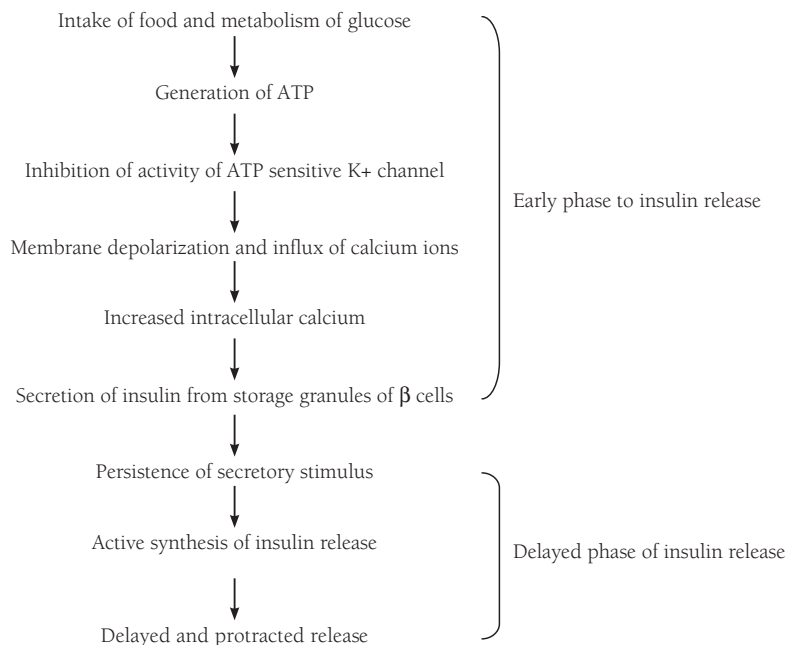 Intake of food and metabolism of glucose
Generation of ATP
Inhibition of activity of ATP sensitive K+ channel
Early phase to insulin release
Membrane depolarization and influx of calcium ions
Increased intracellular calcium
Secretion of insulin from storage granules of β cells
Persistence of secretory stimulus
Active synthesis of insulin release
Delayed phase of insulin release
Delayed and protracted release